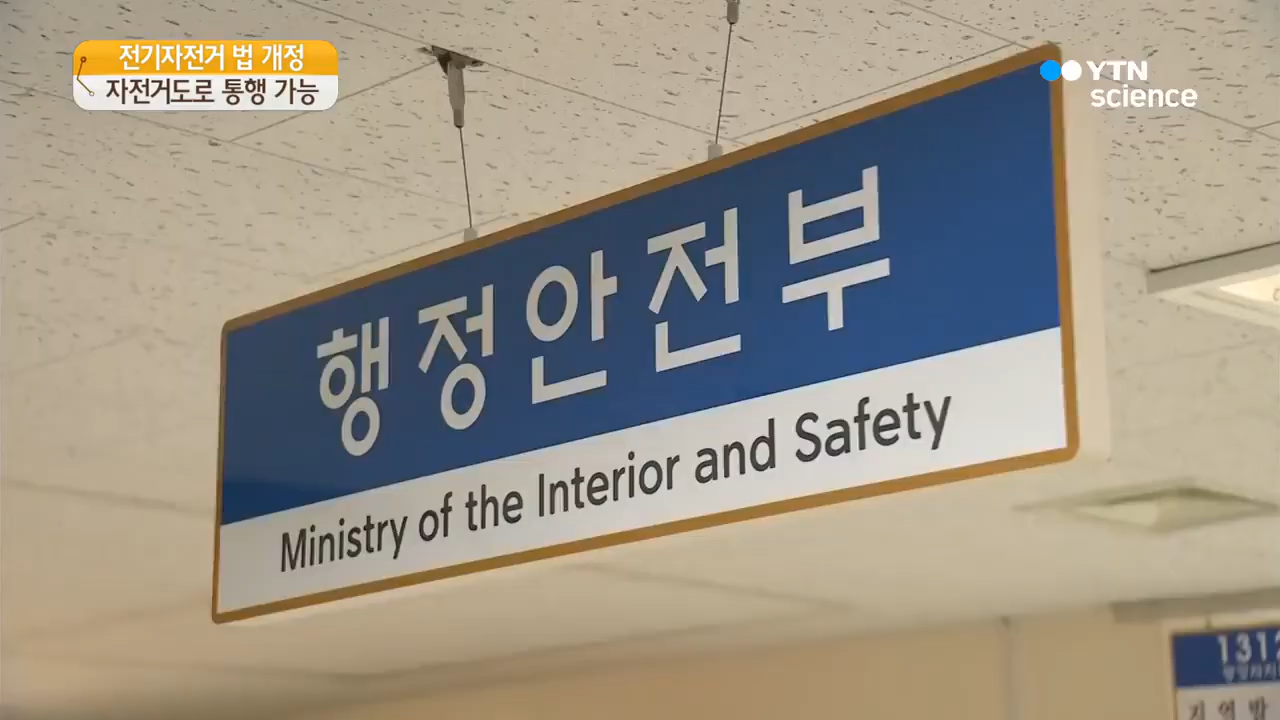 전기자전거 법 개정
자전거도로 통행 가능
YTN
science
행정안전부
Ministry of the Interior and Safety
1312